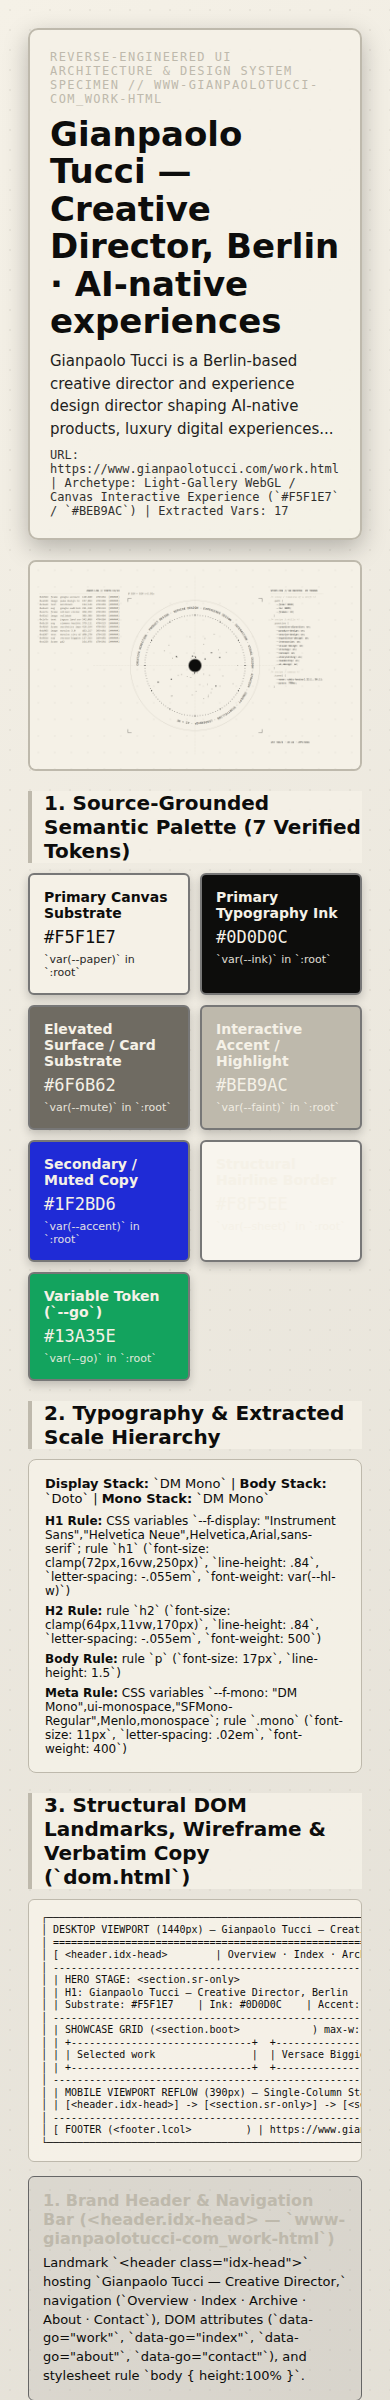 REVERSE-ENGINEERED UI
ARCHITECTURE & DESIGN SYSTEM
SPECIMEN // WWW-GIANPAOLOTUCCI-
COM_WORK-HTML
Gianpaolo
Tucci —
Creative
Director, Berlin
· AI-native
experiences
Gianpaolo Tucci is a Berlin-based
creative director and experience
design director shaping AI-native
products, luxury digital experiences...
URL:
https://www.gianpaolotucci.com/work.html
| Archetype: Light-Gallery WebGL /
Canvas Interactive Experience (`#F5F1E7`
/ `#BEB9AC`) | Extracted Vars: 17
1. Source-Grounded
Semantic Palette (7 Verified
Tokens)
Primary Canvas
Substrate
#F5F1E7
`var(--paper)` in
`:root`
Primary
Typography Ink
#0D0D0C
`var(--ink)` in `:root`
Elevated
Surface / Card
Substrate
#6F6B62
`var(--mute)` in `:root`
Interactive
Accent /
Highlight
#BEB9AC
`var(--faint)` in `:root`
Secondary /
Muted Copy
#1F2BD6
`var(--accent)` in
`:root`
Structural
Hairline Border
Variable Token
(`--go`)
#13A35E
`var(--go)` in `:root`
2. Typography & Extracted
Scale Hierarchy
Display Stack: `DM Mono` | Body Stack:
`Doto` | Mono Stack: `DM Mono`
H1 Rule: CSS variables `--f-display: "Instrument
Sans","Helvetica Neue",Helvetica,Arial,sans-
serif`; rule `h1` (`font-size:
clamp(72px,16vw,250px)`, `line-height: .84`,
`letter-spacing: -.055em`, `font-weight: var(--hl-
w)`)
H2 Rule: rule `h2` (`font-size:
clamp(64px,11vw,170px)`, `line-height: .84`,
`letter-spacing: -.055em`, `font-weight: 500`)
Body Rule: rule `p` (`font-size: 17px`, `line-
height: 1.5`)
Meta Rule: CSS variables `--f-mono: "DM
Mono",ui-monospace,"SFMono-
Regular",Menlo,monospace`; rule `.mono` (`font-
size: 11px`, `letter-spacing: .02em`, `font-
weight: 400`)
3. Structural DOM
Landmarks, Wireframe &
Verbatim Copy
(`dom.html`)
DESKTOP VIEWPORT (1440px) — Gianpaolo Tucci — Creat
[ <header.idx-head> | Overview · Index · Arc
| HERO STAGE: <section.sr-only>
| H1: Gianpaolo Tucci — Creative Director, Berlin
| Substrate: #F5F1E7 | Ink: #0D0D0C | Accent:
| SHOWCASE GRID (<section.boot> ) max-w:
| | Selected work | | Versace Biggi
| MOBILE VIEWPORT REFLOW (390px) — Single-Column St
| [<header.idx-head>] -> [<section.sr-only>] -> [<s
[ FOOTER (<footer.lcol> ) | https://www.gia
1. Brand Header & Navigation
Bar (<header.idx-head> — `www-
gianpaolotucci-com_work-html`)
Landmark `<header class="idx-head">`
hosting `Gianpaolo Tucci — Creative Director,`
navigation (`Overview · Index · Archive ·
About · Contact`), DOM attributes (`data-
go="work"`, `data-go="index"`, `data-
go="about"`, `data-go="contact"`), and
stylesheet rule `body { height:100% }`.